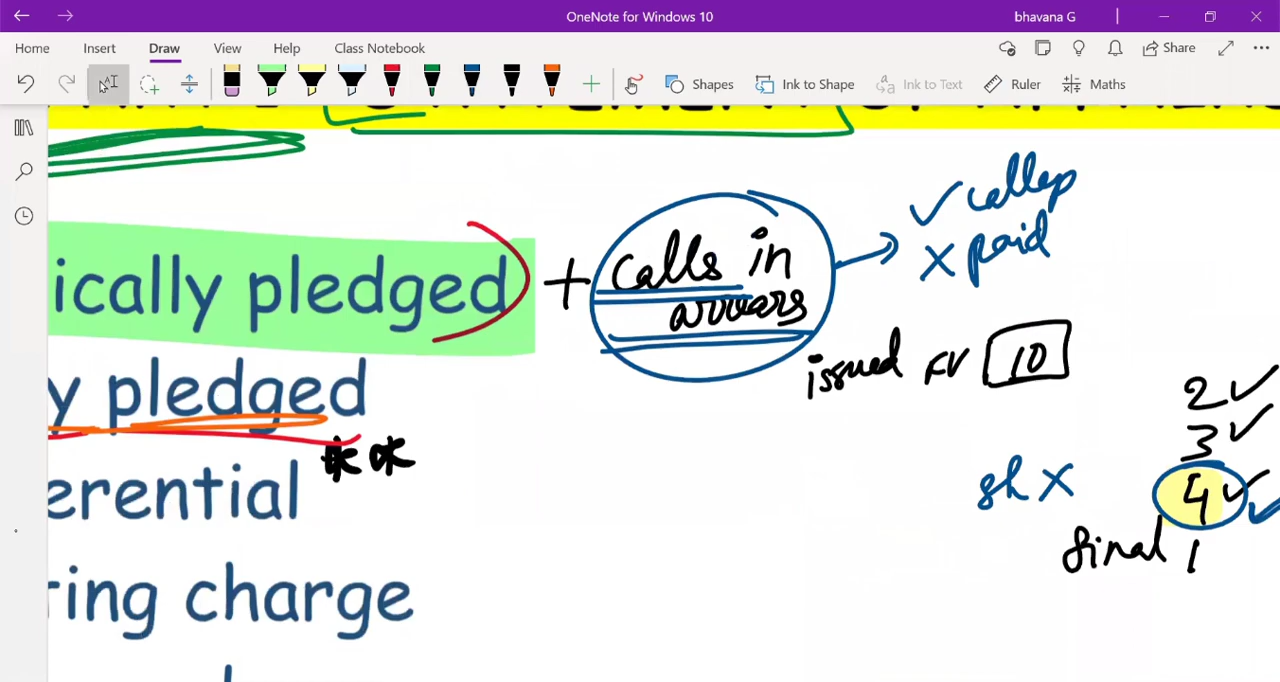 OneNote for Windows 10
bhavana G
Home Insert Draw View Help Class Notebook
Share
Shapes Ink to Shape Ink to Text Ruler Maths
✓ called
x paid
ically pledged + calls in
arrears
issued FV 10
y pledged
2 ✓
3 ✓
erential
sh x 4 ✓
final 1
ring charge